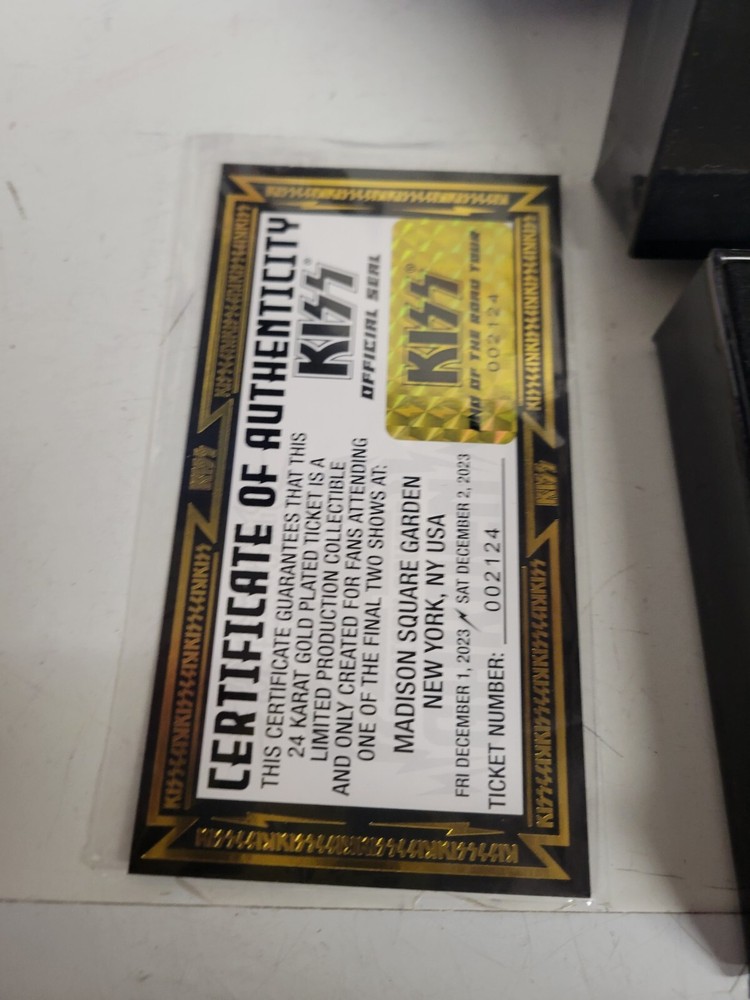 CERTIFICATE OF AUTHENTICITY
THIS CERTIFICATE GUARANTEES THAT THIS
24 KARAT GOLD PLATED TICKET IS A
LIMITED PRODUCTION COLLECTIBLE
AND ONLY CREATED FOR FANS ATTENDING
ONE OF THE FINAL TWO SHOWS AT:
MADISON SQUARE GARDEN
NEW YORK, NY USA
FRI DECEMBER 1, 2023 SAT DECEMBER 2, 2023
TICKET NUMBER: 002124
KISS®
OFFICIAL SEAL
KISS®
END OF THE ROAD TOUR
002124
KISS
KISS